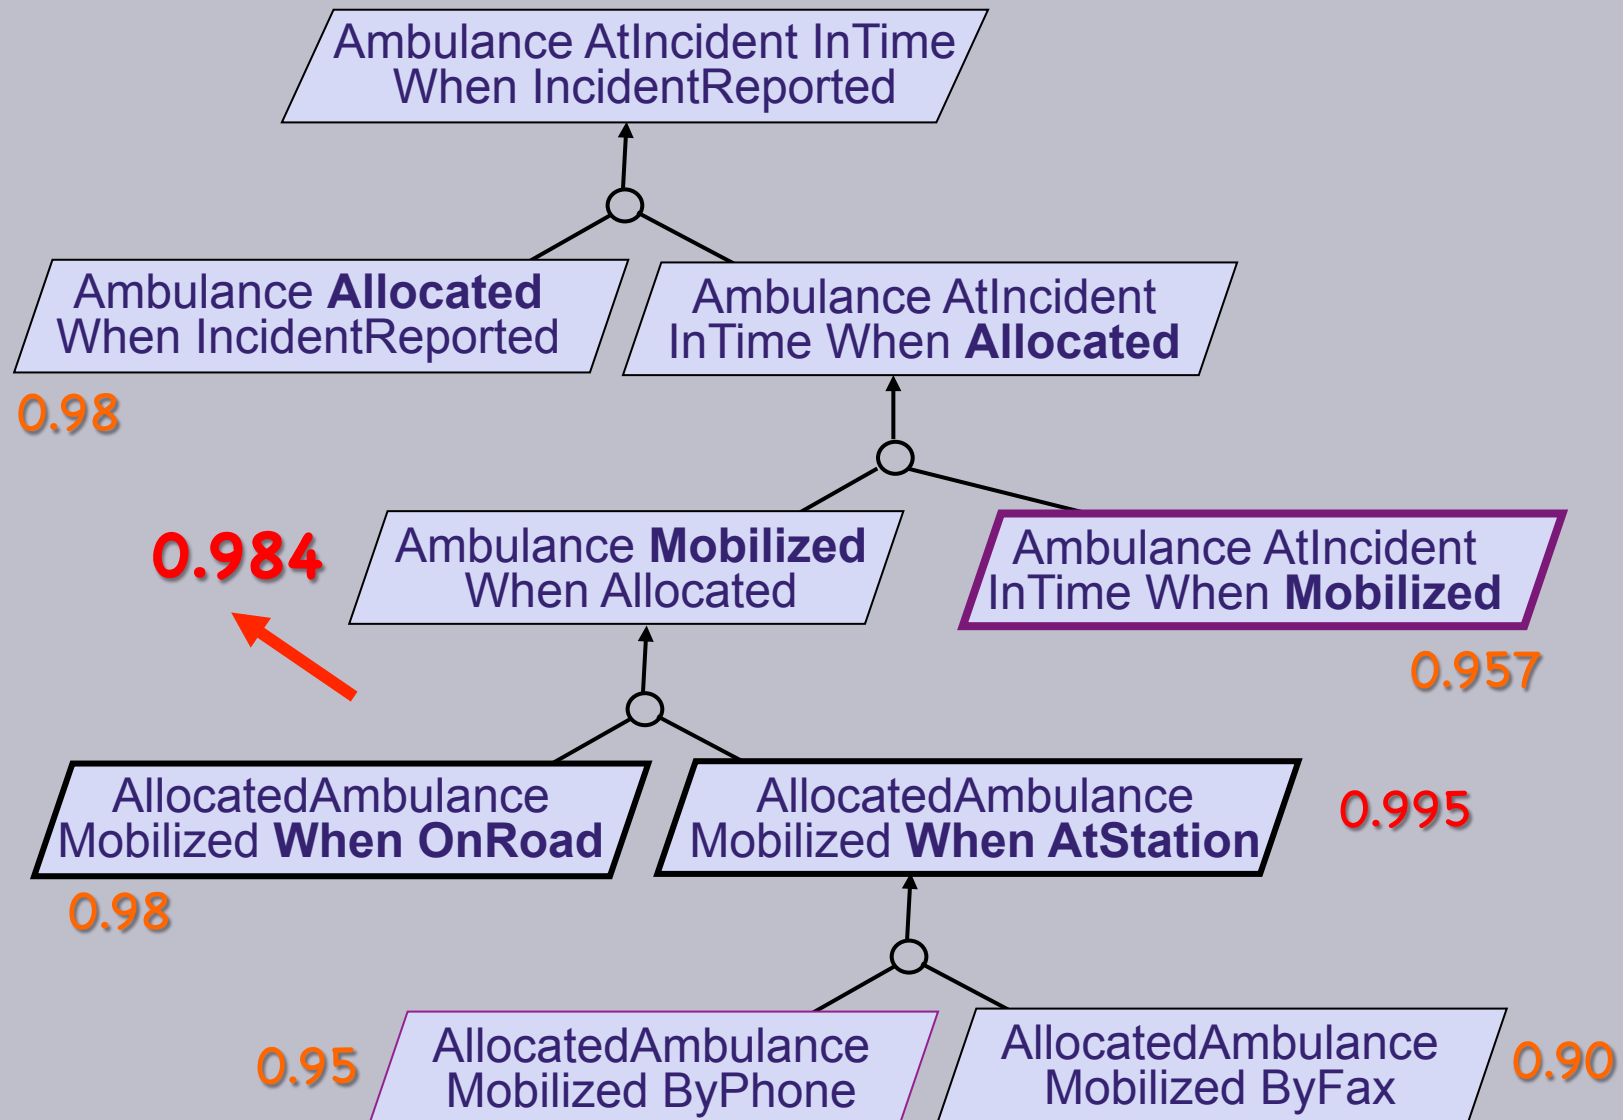 Ambulance AtIncident InTime
When IncidentReported
Ambulance Allocated
When IncidentReported
0.98
Ambulance AtIncident
InTime When Allocated
0.984
Ambulance Mobilized
When Allocated
Ambulance AtIncident
InTime When Mobilized
0.957
AllocatedAmbulance
Mobilized When OnRoad
0.98
AllocatedAmbulance
Mobilized When AtStation
0.995
0.95
AllocatedAmbulance
Mobilized ByPhone
AllocatedAmbulance
Mobilized ByFax
0.90